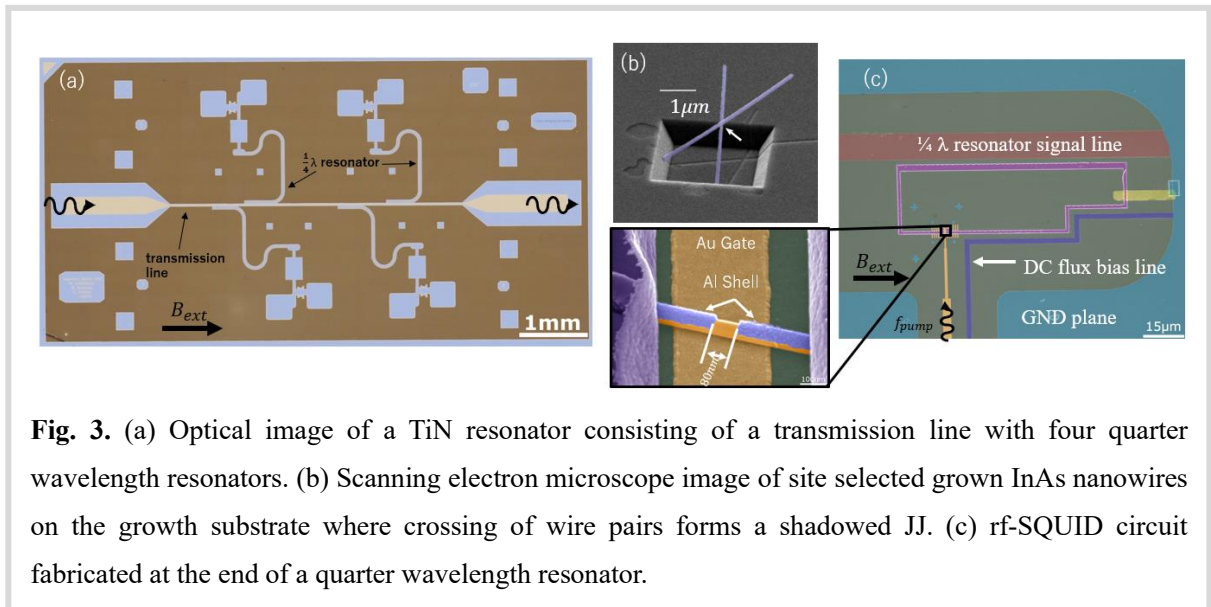 (a)
1/4 λ resonator
transmission
line
B_ext
1mm
(b)
1μm
Au Gate
Al Shell
80nm
(c)
¼ λ resonator signal line
B_ext
DC flux bias line
f_pump
GND plane
15μm
Fig. 3. (a) Optical image of a TiN resonator consisting of a transmission line with four quarter
wavelength resonators. (b) Scanning electron microscope image of site selected grown InAs nanowires
on the growth substrate where crossing of wire pairs forms a shadowed JJ. (c) rf-SQUID circuit
fabricated at the end of a quarter wavelength resonator.